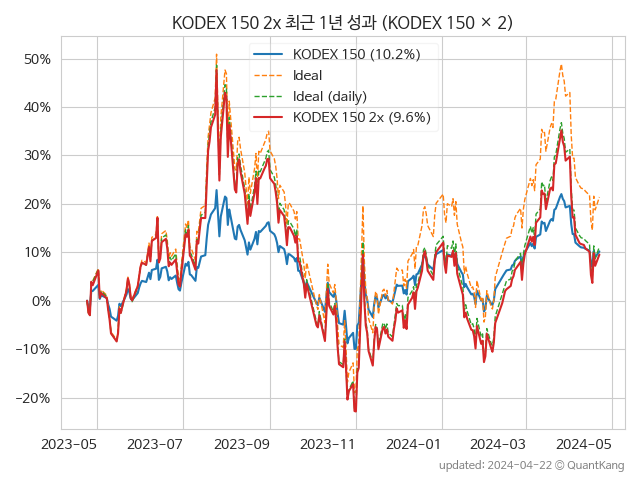 KODEX 150 2x 최근 1년 성과 (KODEX 150 × 2)
KODEX 150 (10.2%)
Ideal
Ideal (daily)
KODEX 150 2x (9.6%)
50%
40%
30%
20%
10%
0%
−10%
−20%
2023-05
2023-07
2023-09
2023-11
2024-01
2024-03
2024-05
updated: 2024-04-22 © QuantKang